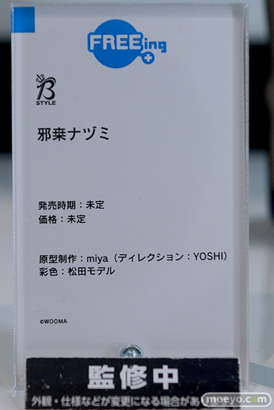 FREEing
B
STYLE
邪来ナヅミ
発売時期：未定
価格：未定
原型制作：miya（ディレクション：YOSHI）
彩色：松田モデル
©WOOMA
監修中
外観・仕様などが変更になる場合があ
moeyo.com